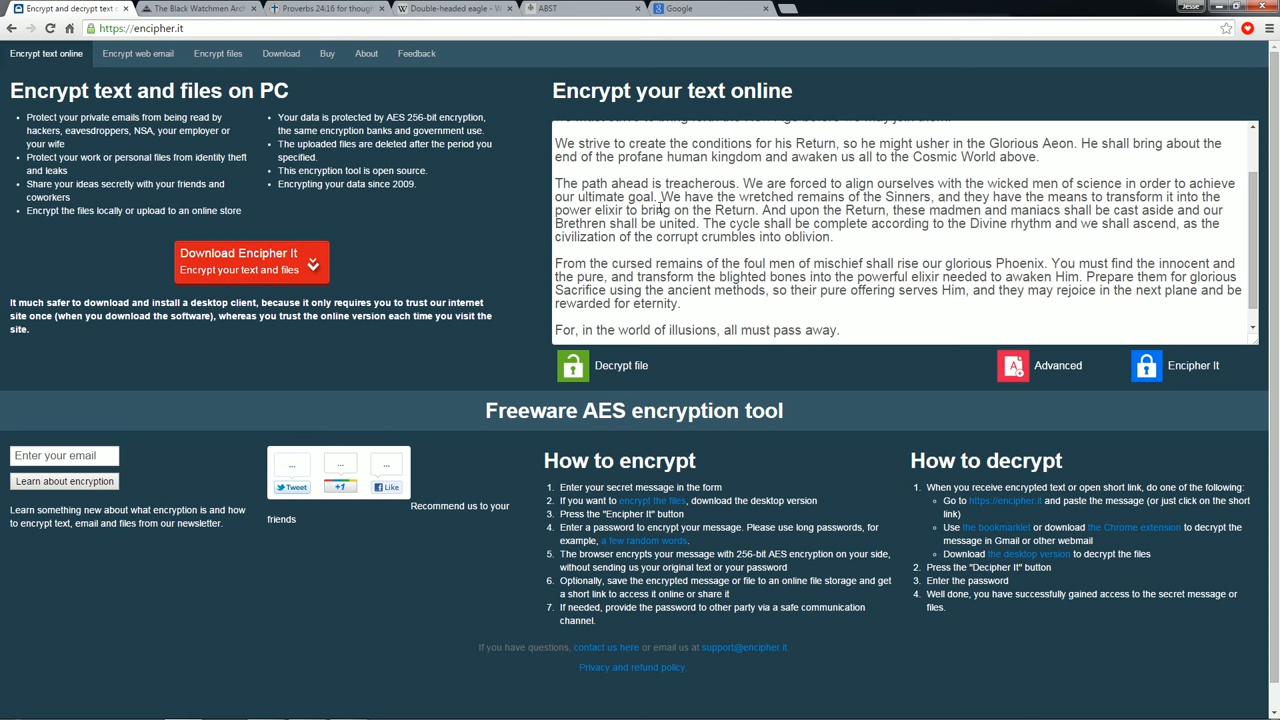 Encrypt and decrypt text o
The Black Watchmen Arch
Proverbs 24:16 for though
Double-headed eagle - W
ABST
Google
Jesse
https://encipher.it
Encrypt text online
Encrypt web email
Encrypt files
Download
Buy
About
Feedback
Encrypt text and files on PC
Protect your private emails from being read by
hackers, eavesdroppers, NSA, your employer or
your wife
Protect your work or personal files from identity theft
and leaks
Share your ideas secretly with your friends and
coworkers
Encrypt the files locally or upload to an online store
Your data is protected by AES 256-bit encryption,
the same encryption banks and government use.
The uploaded files are deleted after the period you
specified.
This encryption tool is open source.
Encrypting your data since 2009.
Download Encipher It
Encrypt your text and files
It much safer to download and install a desktop client, because it only requires you to trust our internet
site once (when you download the software), whereas you trust the online version each time you visit the
site.
Encrypt your text online
We strive to create the conditions for his Return, so he might usher in the Glorious Aeon. He shall bring about the
end of the profane human kingdom and awaken us all to the Cosmic World above.
The path ahead is treacherous. We are forced to align ourselves with the wicked men of science in order to achieve
our ultimate goal. We have the wretched remains of the Sinners, and they have the means to transform it into the
power elixir to bring on the Return. And upon the Return, these madmen and maniacs shall be cast aside and our
Brethren shall be united. The cycle shall be complete according to the Divine rhythm and we shall ascend, as the
civilization of the corrupt crumbles into oblivion.
From the cursed remains of the foul men of mischief shall rise our glorious Phoenix. You must find the innocent and
the pure, and transform the blighted bones into the powerful elixir needed to awaken Him. Prepare them for glorious
Sacrifice using the ancient methods, so their pure offering serves Him, and they may rejoice in the next plane and be
rewarded for eternity.
For, in the world of illusions, all must pass away.
Decrypt file
Advanced
Encipher It
Freeware AES encryption tool
Enter your email
Learn about encryption
Learn something new about what encryption is and how
to encrypt text, email and files from our newsletter.
...
...
...
Tweet
+1
Like
Recommend us to your
friends
How to encrypt
1. Enter your secret message in the form
2. If you want to encrypt the files, download the desktop version
3. Press the "Encipher It" button
4. Enter a password to encrypt your message. Please use long passwords, for
example, a few random words.
5. The browser encrypts your message with 256-bit AES encryption on your side,
without sending us your original text or your password
6. Optionally, save the encrypted message or file to an online file storage and get
a short link to access it online or share it
7. If needed, provide the password to other party via a safe communication
channel.
How to decrypt
1. When you receive encrypted text or open short link, do one of the following:
Go to https://encipher.it and paste the message (or just click on the short
link)
Use the bookmarklet or download the Chrome extension to decrypt the
message in Gmail or other webmail
Download the desktop version to decrypt the files
2. Press the "Decipher It" button
3. Enter the password
4. Well done, you have successfully gained access to the secret message or
files.
If you have questions, contact us here or email us at support@encipher.it
Privacy and refund policy.